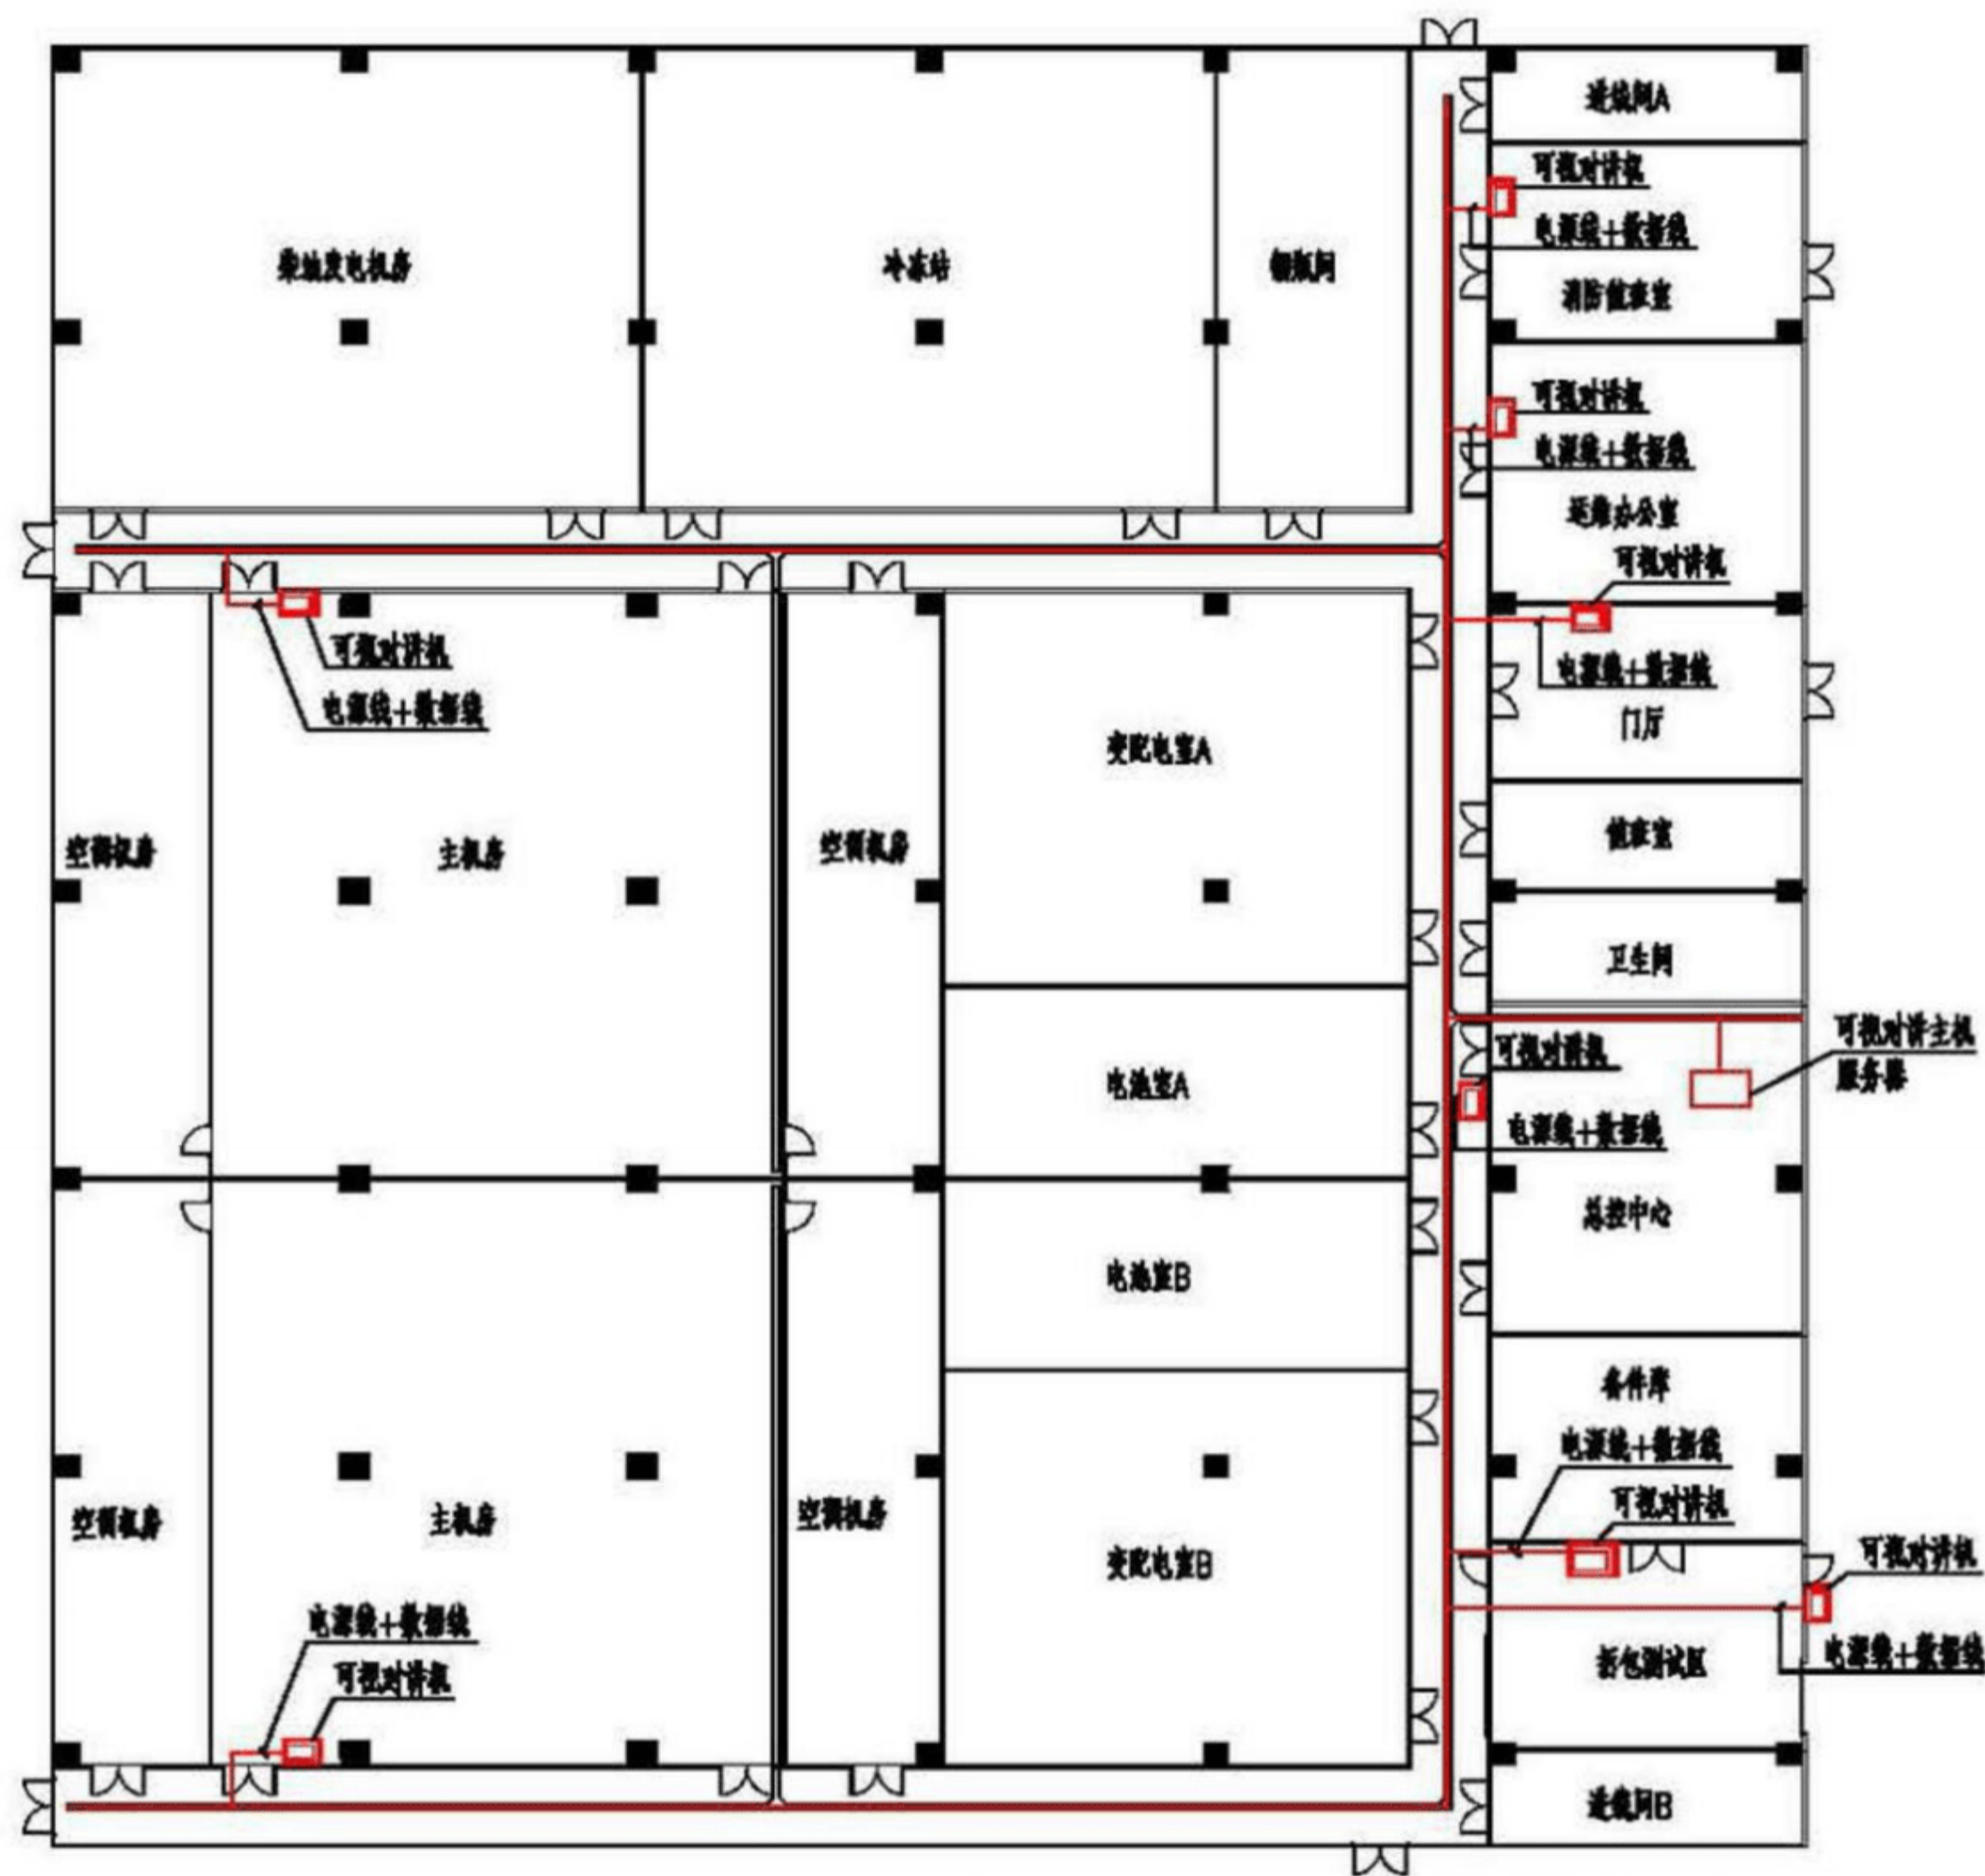 进线间A
可视对讲机
电源线+数据线
柴油发电机房
冷冻站
钢瓶间
消防值班室
可视对讲机
电源线+数据线
运维办公室
可视对讲机
可视对讲机
电源线+数据线
电源线+数据线
门厅
变配电室A
空调机房
主机房
空调机房
值班室
卫生间
可视对讲主机
服务器
可视对讲机
电池室A
电源线+数据线
总控中心
电池室B
备件库
电源线+数据线
可视对讲机
空调机房
主机房
空调机房
变配电室B
可视对讲机
电源线+数据线
可视对讲机
拆包测试区
电源线+数据线
进线间B